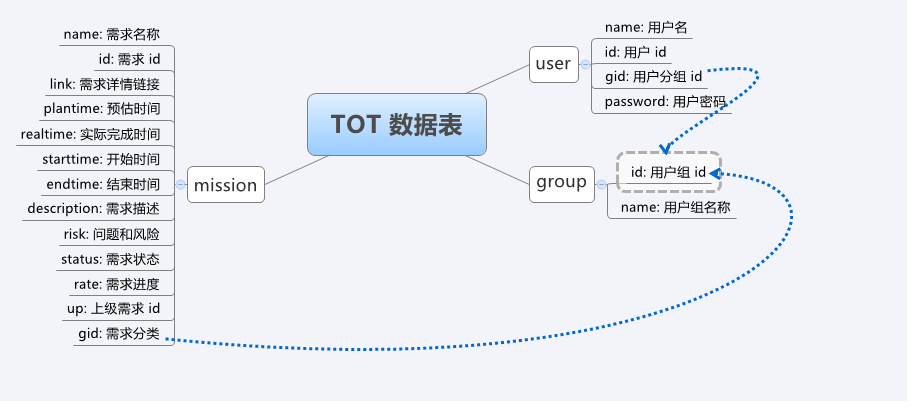 TOT 数据表
mission
name: 需求名称
id: 需求 id
link: 需求详情链接
plantime: 预估时间
realtime: 实际完成时间
starttime: 开始时间
endtime: 结束时间
description: 需求描述
risk: 问题和风险
status: 需求状态
rate: 需求进度
up: 上级需求 id
gid: 需求分类
user
name: 用户名
id: 用户 id
gid: 用户分组 id
password: 用户密码
group
id: 用户组 id
name: 用户组名称